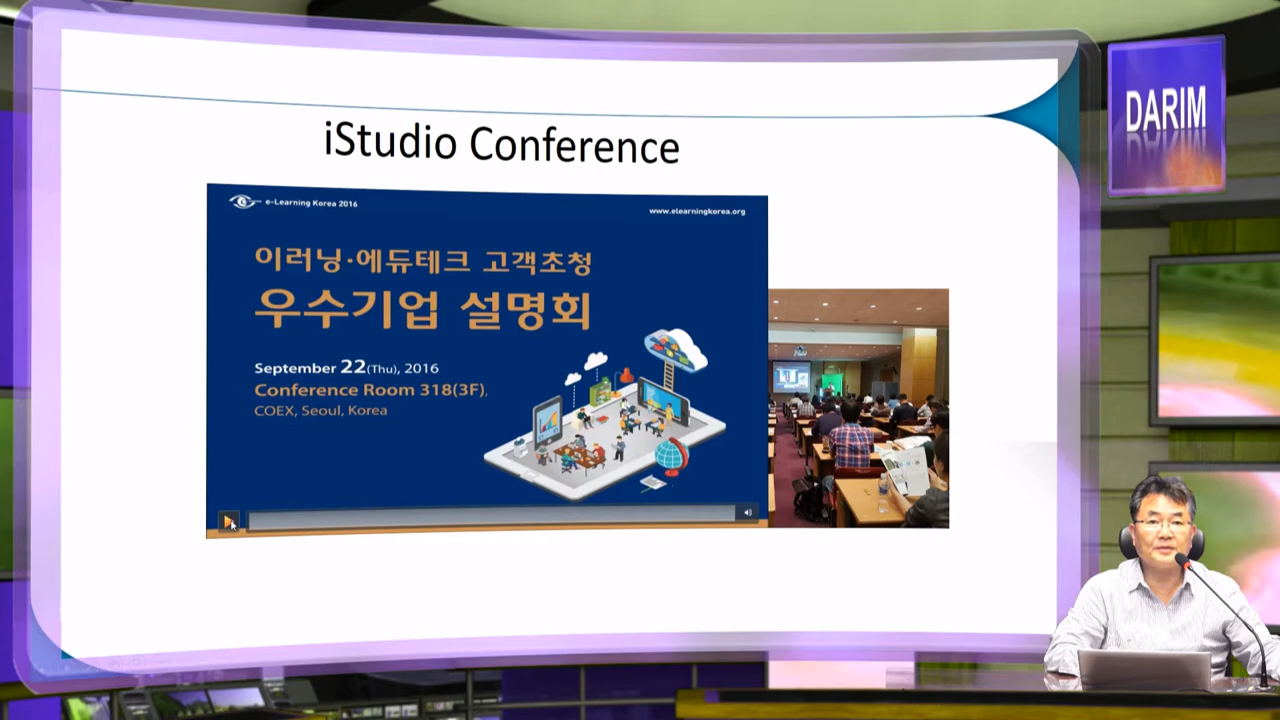 iStudio Conference
DARIM
e-Learning Korea 2016
www.elearningkorea.org
이러닝·에듀테크 고객초청
우수기업 설명회
September 22(Thu), 2016
Conference Room 318(3F),
COEX, Seoul, Korea